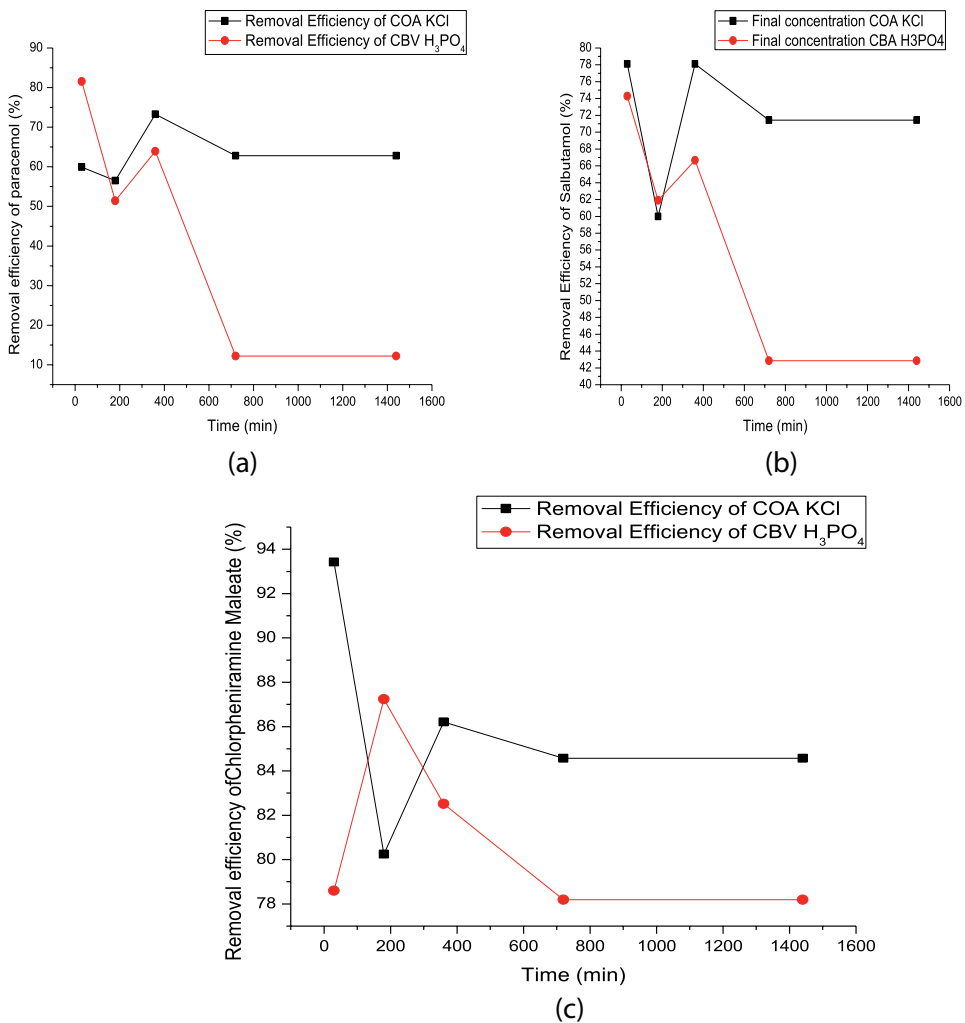 Removal Efficiency of COA KCl
Removal Efficiency of CBV H₃PO₄
90
80
70
60
50
40
30
20
10
0 200 400 600 800 1000 1200 1400 1600
Removal efficiency of paracemol (%)
Time (min)
(a)
Final concentration COA KCl
Final concentration CBA H3PO4
80
78
76
74
72
70
68
66
64
62
60
58
56
54
52
50
48
46
44
42
40
0 200 400 600 800 1000 1200 1400 1600
Removal Efficiency of Salbutamol (%)
Time (min)
(b)
Removal Efficiency of COA KCl
Removal Efficiency of CBV H₃PO₄
94
92
90
88
86
84
82
80
78
0 200 400 600 800 1000 1200 1400 1600
Removal efficiency ofChlorpheniramine Maleate (%)
Time (min)
(c)